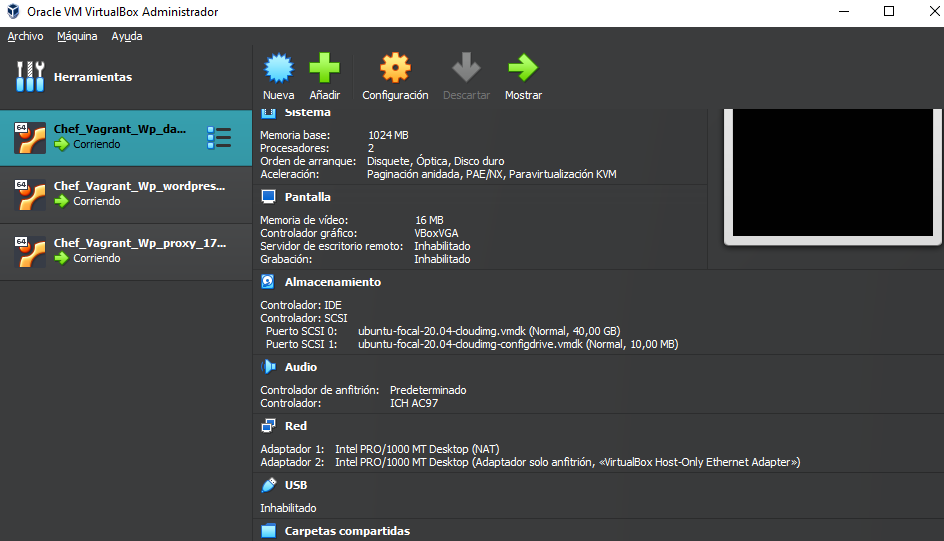 Oracle VM VirtualBox Administrador
Archivo Máquina Ayuda
Herramientas
Nueva Añadir Configuración Descartar Mostrar
64 Chef_Vagrant_Wp_da...
Corriendo
64 Chef_Vagrant_Wp_wordpres...
Corriendo
64 Chef_Vagrant_Wp_proxy_17...
Corriendo
Sistema
Memoria base: 1024 MB
Procesadores: 2
Orden de arranque: Disquete, Óptica, Disco duro
Aceleración: Paginación anidada, PAE/NX, Paravirtualización KVM
Pantalla
Memoria de vídeo: 16 MB
Controlador gráfico: VBoxVGA
Servidor de escritorio remoto: Inhabilitado
Grabación: Inhabilitado
Almacenamiento
Controlador: IDE
Controlador: SCSI
Puerto SCSI 0: ubuntu-focal-20.04-cloudimg.vmdk (Normal, 40,00 GB)
Puerto SCSI 1: ubuntu-focal-20.04-cloudimg-configdrive.vmdk (Normal, 10,00 MB)
Audio
Controlador de anfitrión: Predeterminado
Controlador: ICH AC97
Red
Adaptador 1: Intel PRO/1000 MT Desktop (NAT)
Adaptador 2: Intel PRO/1000 MT Desktop (Adaptador solo anfitrión, «VirtualBox Host-Only Ethernet Adapter»)
USB
Inhabilitado
Carpetas compartidas